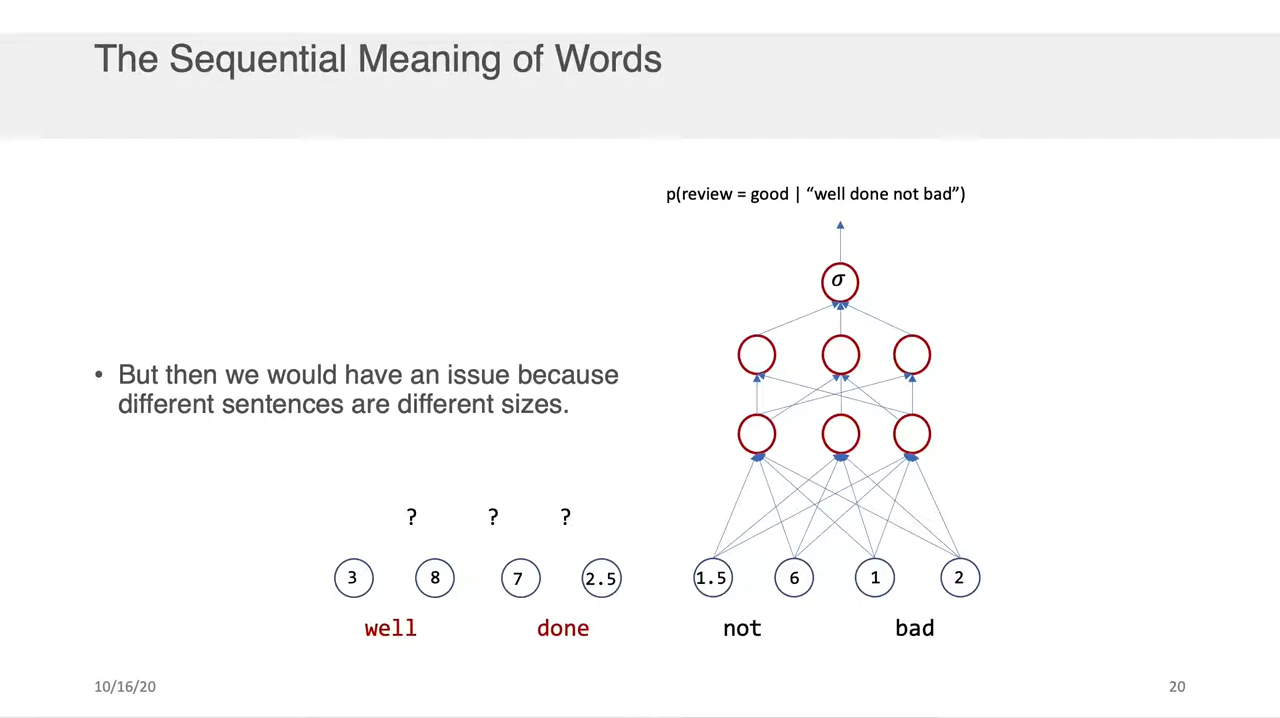 The Sequential Meaning of Words
p(review = good | “well done not bad”)
σ
• But then we would have an issue because
different sentences are different sizes.
? ? ?
3 8 7 2.5 1.5 6 1 2
well done not bad
10/16/20 20